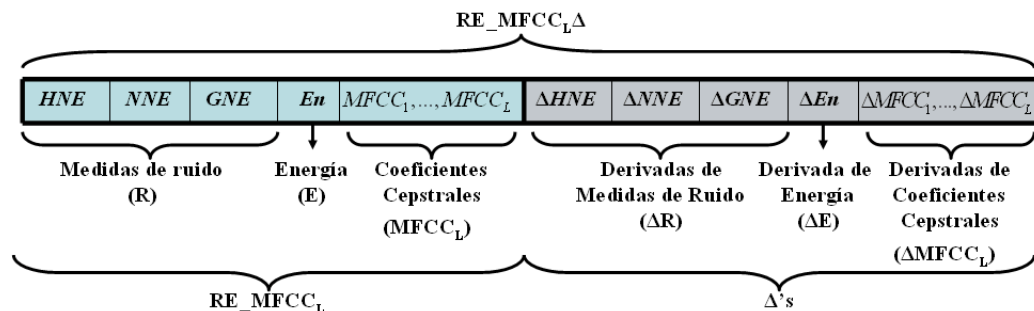 RE_MFCC_LΔ
HNE NNE GNE En MFCC_1,..., MFCC_L ΔHNE ΔNNE ΔGNE ΔEn ΔMFCC_1,..., ΔMFCC_L
Medidas de ruido
(R)
Energía
(E)
Coeficientes
Cepstrales
(MFCC_L)
Derivadas de
Medidas de Ruido
(ΔR)
Derivada de
Energía
(ΔE)
Derivadas de
Coeficientes
Cepstrales
(ΔMFCC_L)
RE_MFCC_L
Δ's